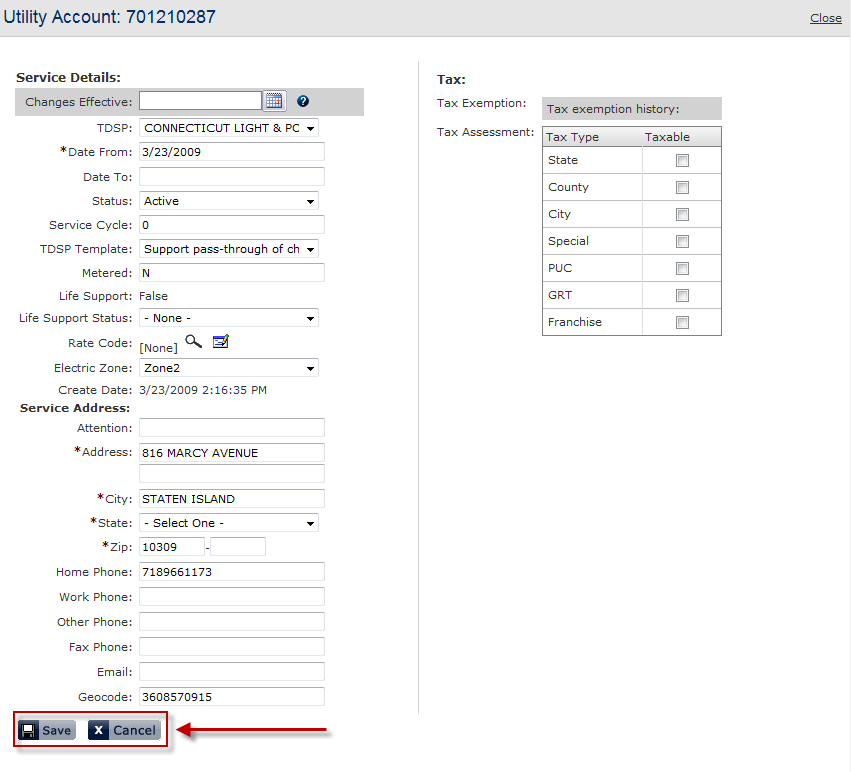 Utility Account: 701210287
Close
Service Details:
Changes Effective:
TDSP: CONNECTICUT LIGHT & PC
*Date From: 3/23/2009
Date To:
Status: Active
Service Cycle: 0
TDSP Template: Support pass-through of ch
Metered: N
Life Support: False
Life Support Status: - None -
Rate Code: [None]
Electric Zone: Zone2
Create Date: 3/23/2009 2:16:35 PM
Service Address:
Attention:
*Address: 816 MARCY AVENUE
*City: STATEN ISLAND
*State: - Select One -
*Zip: 10309 -
Home Phone: 7189661173
Work Phone:
Other Phone:
Fax Phone:
Email:
Geocode: 3608570915
Save X Cancel
Tax:
Tax Exemption: Tax exemption history:
Tax Assessment: Tax Type Taxable
State
County
City
Special
PUC
GRT
Franchise